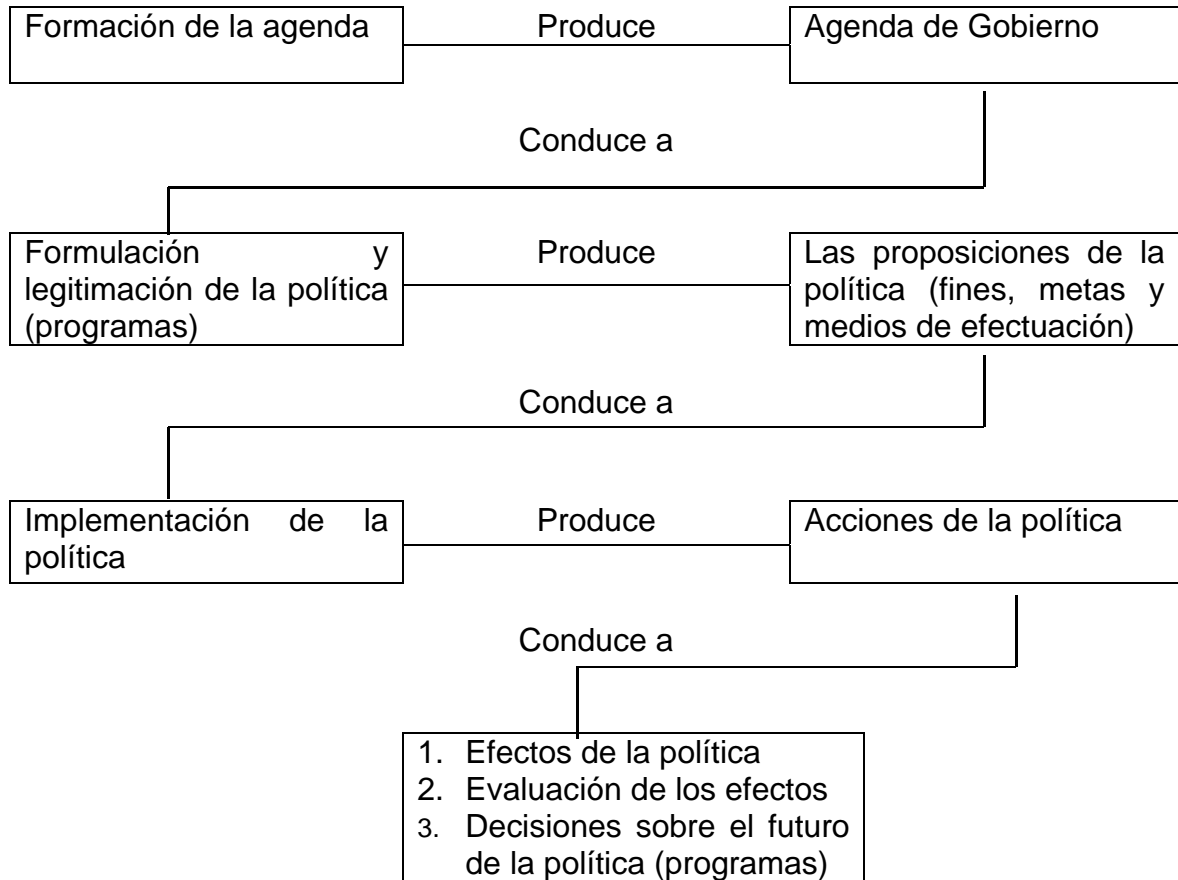 Formación de la agenda
Produce
Agenda de Gobierno
Conduce a
Formulación y
legitimación de la política
(programas)
Produce
Las proposiciones de la
política (fines, metas y
medios de efectuación)
Conduce a
Implementación de la
política
Produce
Acciones de la política
Conduce a
1. Efectos de la política
2. Evaluación de los efectos
3. Decisiones sobre el futuro
de la política (programas)